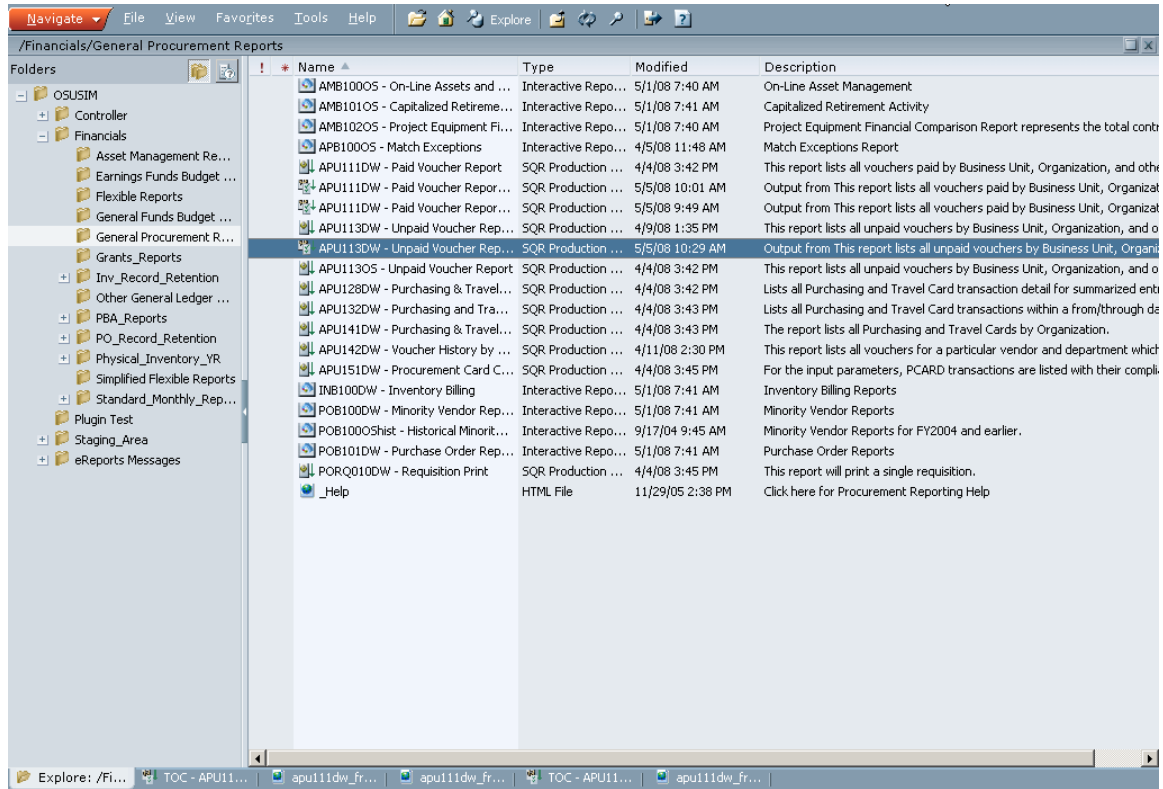 Navigate File View Favorites Tools Help Explore
/Financials/General Procurement Reports
Folders ! * Name Type Modified Description
OSUSIM
Controller
Financials
Asset Management Re...
Earnings Funds Budget ...
Flexible Reports
General Funds Budget ...
General Procurement R...
Grants_Reports
Inv_Record_Retention
Other General Ledger ...
PBA_Reports
PO_Record_Retention
Physical_Inventory_YR
Simplified Flexible Reports
Standard_Monthly_Rep...
Plugin Test
Staging_Area
eReports Messages
AMB100OS - On-Line Assets and ... Interactive Repo... 5/1/08 7:40 AM On-Line Asset Management
AMB101OS - Capitalized Retireme... Interactive Repo... 5/1/08 7:41 AM Capitalized Retirement Activity
AMB102OS - Project Equipment Fi... Interactive Repo... 5/1/08 7:40 AM Project Equipment Financial Comparison Report represents the total contr
APB100OS - Match Exceptions Interactive Repo... 4/5/08 11:48 AM Match Exceptions Report
APU111DW - Paid Voucher Report SQR Production ... 4/4/08 3:42 PM This report lists all vouchers paid by Business Unit, Organization, and othe
APU111DW - Paid Voucher Repor... SQR Production ... 5/5/08 10:01 AM Output from This report lists all vouchers paid by Business Unit, Organizat
APU111DW - Paid Voucher Repor... SQR Production ... 5/5/08 9:49 AM Output from This report lists all vouchers paid by Business Unit, Organizat
APU113DW - Unpaid Voucher Rep... SQR Production ... 4/9/08 1:35 PM This report lists all unpaid vouchers by Business Unit, Organization, and o
APU113DW - Unpaid Voucher Rep... SQR Production ... 5/5/08 10:29 AM Output from This report lists all unpaid vouchers by Business Unit, Organi
APU113OS - Unpaid Voucher Report SQR Production ... 4/4/08 3:42 PM This report lists all unpaid vouchers by Business Unit, Organization, and o
APU128DW - Purchasing & Travel... SQR Production ... 4/4/08 3:42 PM Lists all Purchasing and Travel Card transaction detail for summarized entr
APU132DW - Purchasing and Tra... SQR Production ... 4/4/08 3:43 PM Lists all Purchasing and Travel Card transactions within a from/through da
APU141DW - Purchasing & Travel... SQR Production ... 4/4/08 3:43 PM The report lists all Purchasing and Travel Cards by Organization.
APU142DW - Voucher History by ... SQR Production ... 4/11/08 2:30 PM This report lists all vouchers for a particular vendor and department which
APU151DW - Procurement Card C... SQR Production ... 4/4/08 3:45 PM For the input parameters, PCARD transactions are listed with their compli
INB100DW - Inventory Billing Interactive Repo... 5/1/08 7:41 AM Inventory Billing Reports
POB100DW - Minority Vendor Rep... Interactive Repo... 5/1/08 7:41 AM Minority Vendor Reports
POB100OShist - Historical Minorit... Interactive Repo... 9/17/04 9:45 AM Minority Vendor Reports for FY2004 and earlier.
POB101DW - Purchase Order Rep... Interactive Repo... 5/1/08 7:41 AM Purchase Order Reports
PORQ010DW - Requisition Print SQR Production ... 4/4/08 3:45 PM This report will print a single requisition.
_Help HTML File 11/29/05 2:38 PM Click here for Procurement Reporting Help
Explore: /Fi... TOC - APU11... apu111dw_fr... apu111dw_fr... TOC - APU11... apu111dw_fr...